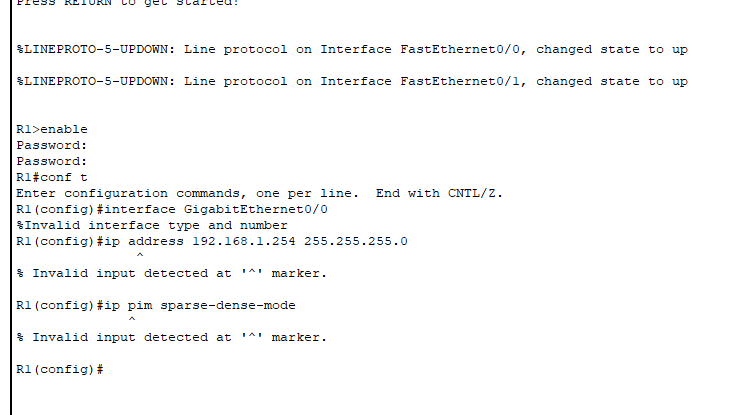 Press RETURN to get started!
%LINEPROTO-5-UPDOWN: Line protocol on Interface FastEthernet0/0, changed state to up
%LINEPROTO-5-UPDOWN: Line protocol on Interface FastEthernet0/1, changed state to up
R1>enable
Password:
Password:
R1#conf t
Enter configuration commands, one per line.  End with CNTL/Z.
R1(config)#interface GigabitEthernet0/0
%Invalid interface type and number
R1(config)#ip address 192.168.1.254 255.255.255.0
^
% Invalid input detected at '^' marker.
R1(config)#ip pim sparse-dense-mode
^
% Invalid input detected at '^' marker.
R1(config)#